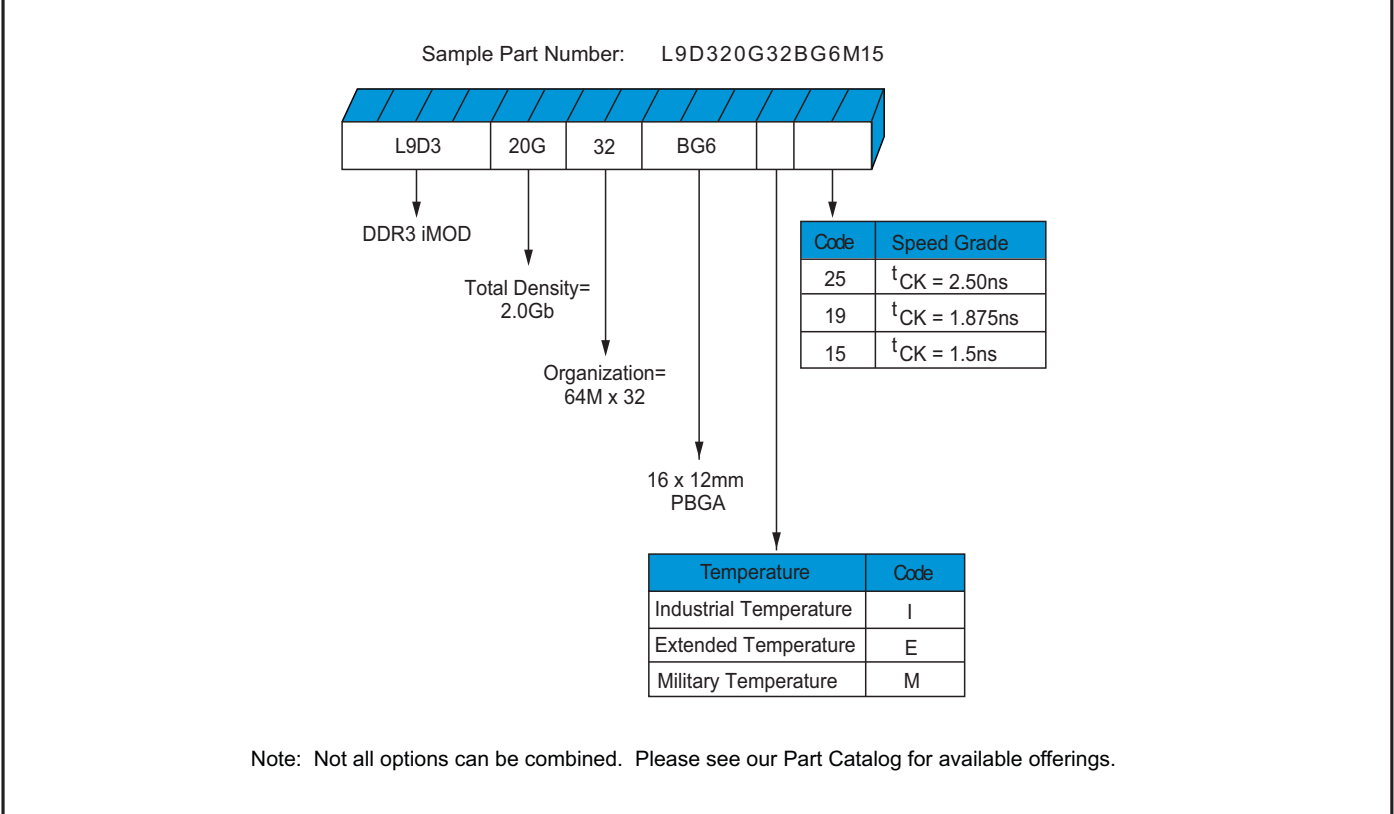 Sample Part Number: L9D320G32BG6M15
L9D3 20G 32 BG6
DDR3 iMOD
Total Density=
2.0Gb
Organization=
64M x 32
16 x 12mm
PBGA
Code Speed Grade
25 tCK = 2.50ns
19 tCK = 1.875ns
15 tCK = 1.5ns
Temperature Code
Industrial Temperature I
Extended Temperature E
Military Temperature M
Note: Not all options can be combined. Please see our Part Catalog for available offerings.